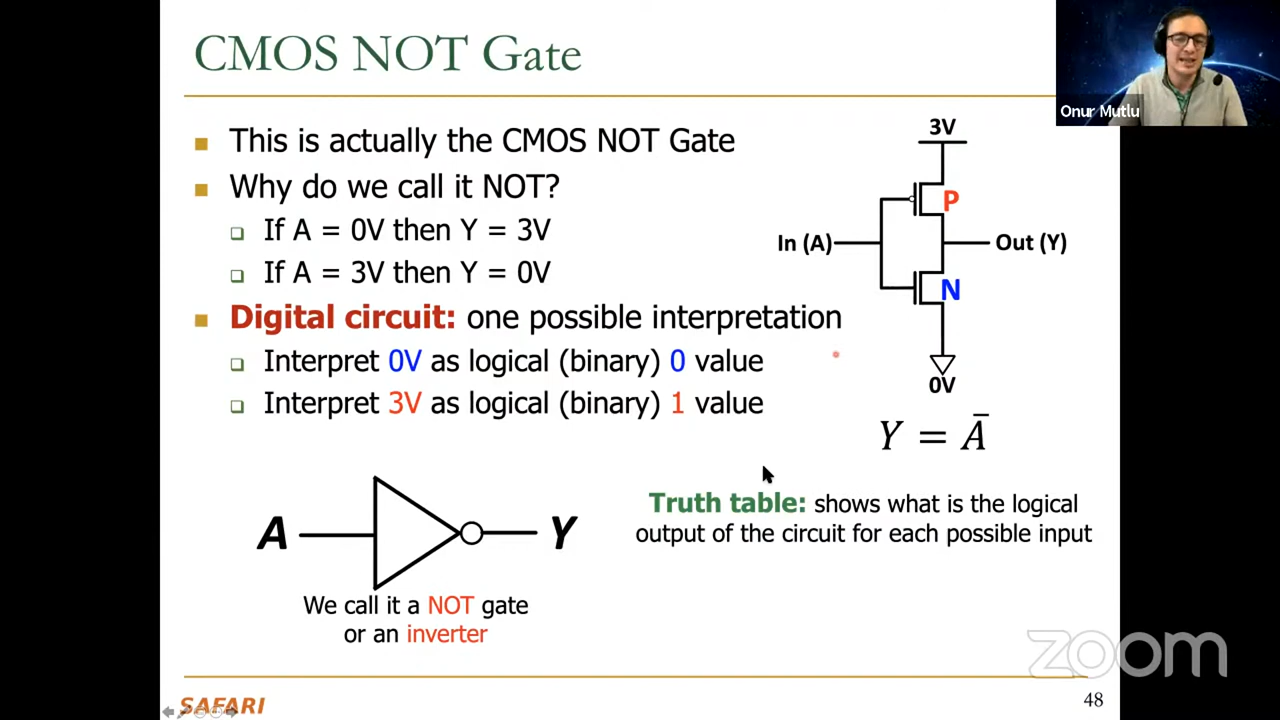 CMOS NOT Gate
Onur Mutlu
This is actually the CMOS NOT Gate
Why do we call it NOT?
If A = 0V then Y = 3V
If A = 3V then Y = 0V
Digital circuit: one possible interpretation
Interpret 0V as logical (binary) 0 value
Interpret 3V as logical (binary) 1 value
3V
P
In (A)
Out (Y)
N
0V
Y = Ā
A
Y
We call it a NOT gate
or an inverter
Truth table: shows what is the logical
output of the circuit for each possible input
zoom
SAFARI
48